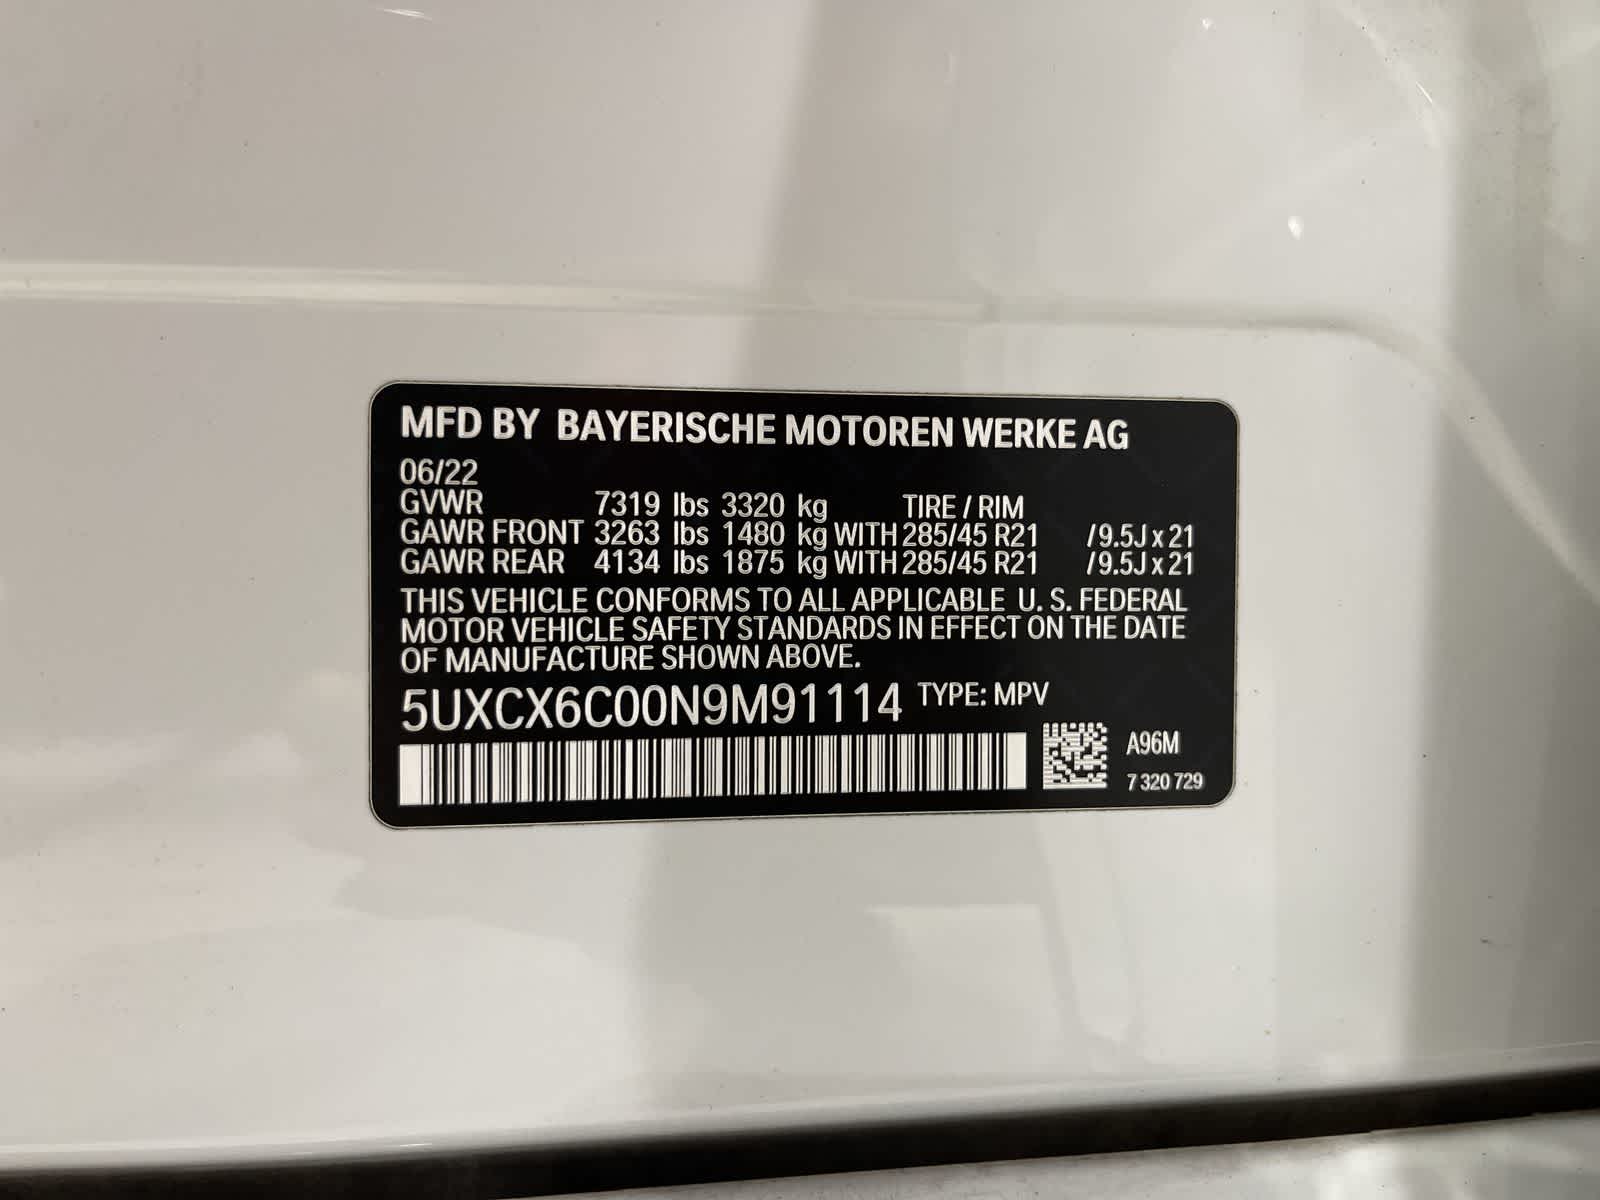 MFD BY BAYERISCHE MOTOREN WERKE AG
06/22
GVWR 7319 lbs 3320 kg TIRE / RIM
GAWR FRONT 3263 lbs 1480 kg WITH 285/45 R21 /9.5J x 21
GAWR REAR 4134 lbs 1875 kg WITH 285/45 R21 /9.5J x 21
THIS VEHICLE CONFORMS TO ALL APPLICABLE U. S. FEDERAL
MOTOR VEHICLE SAFETY STANDARDS IN EFFECT ON THE DATE
OF MANUFACTURE SHOWN ABOVE.
5UXCX6C00N9M91114 TYPE: MPV
A96M
7 320 729